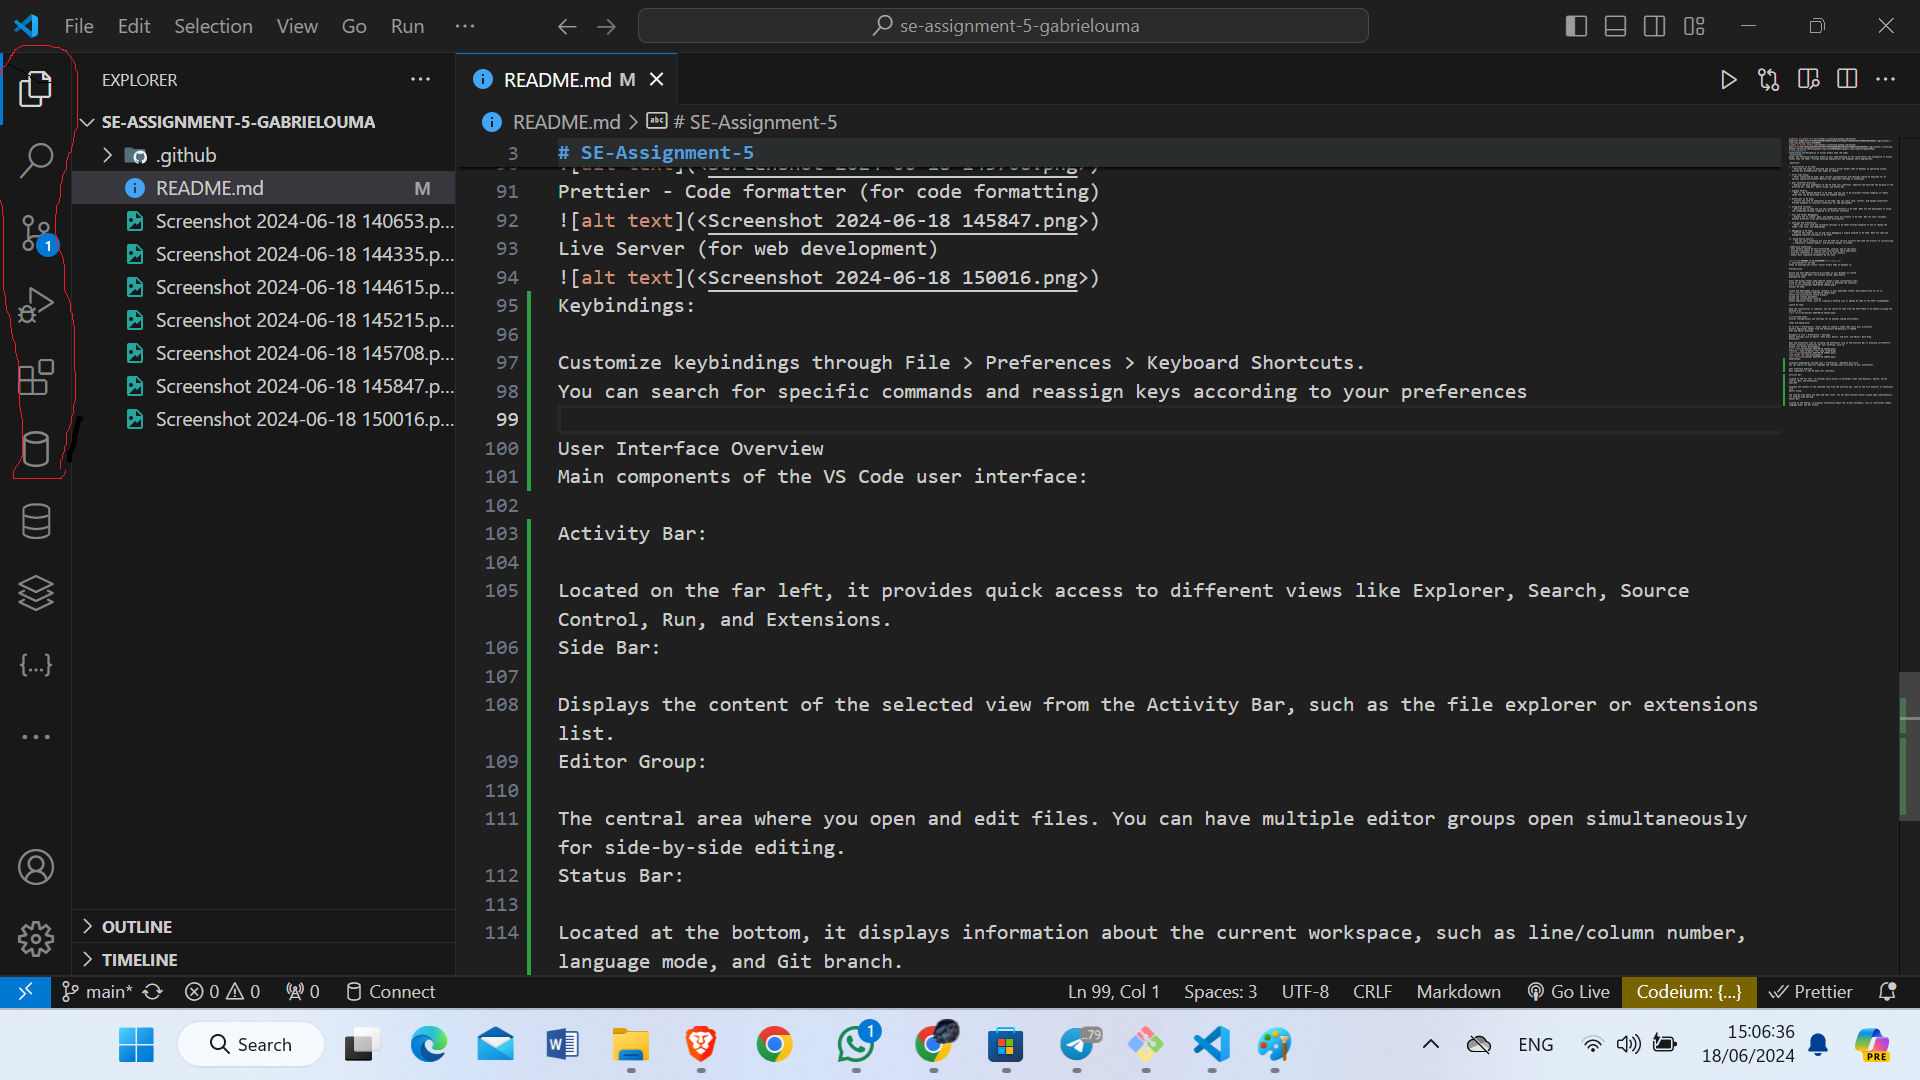 File Edit Selection View Go Run ··· se-assignment-5-gabrielouma
EXPLORER ···
SE-ASSIGNMENT-5-GABRIELOUMA
.github
README.md M
Screenshot 2024-06-18 140653.p...
Screenshot 2024-06-18 144335.p...
Screenshot 2024-06-18 144615.p...
Screenshot 2024-06-18 145215.p...
Screenshot 2024-06-18 145708.p...
Screenshot 2024-06-18 145847.p...
Screenshot 2024-06-18 150016.p...
1
{...}
OUTLINE
TIMELINE
README.md M
README.md > abc # SE-Assignment-5
3 # SE-Assignment-5
91 Prettier - Code formatter (for code formatting)
92 ![alt text](<Screenshot 2024-06-18 145847.png>)
93 Live Server (for web development)
94 ![alt text](<Screenshot 2024-06-18 150016.png>)
95 Keybindings:
96
97 Customize keybindings through File > Preferences > Keyboard Shortcuts.
98 You can search for specific commands and reassign keys according to your preferences
99
100 User Interface Overview
101 Main components of the VS Code user interface:
102
103 Activity Bar:
104
105 Located on the far left, it provides quick access to different views like Explorer, Search, Source
Control, Run, and Extensions.
106 Side Bar:
107
108 Displays the content of the selected view from the Activity Bar, such as the file explorer or extensions
list.
109 Editor Group:
110
111 The central area where you open and edit files. You can have multiple editor groups open simultaneously
for side-by-side editing.
112 Status Bar:
113
114 Located at the bottom, it displays information about the current workspace, such as line/column number,
language mode, and Git branch.
main* 0 0 0 Connect Ln 99, Col 1 Spaces: 3 UTF-8 CRLF Markdown Go Live Codeium: {...} Prettier
Search 1 79 ENG 15:06:36
18/06/2024 PRE